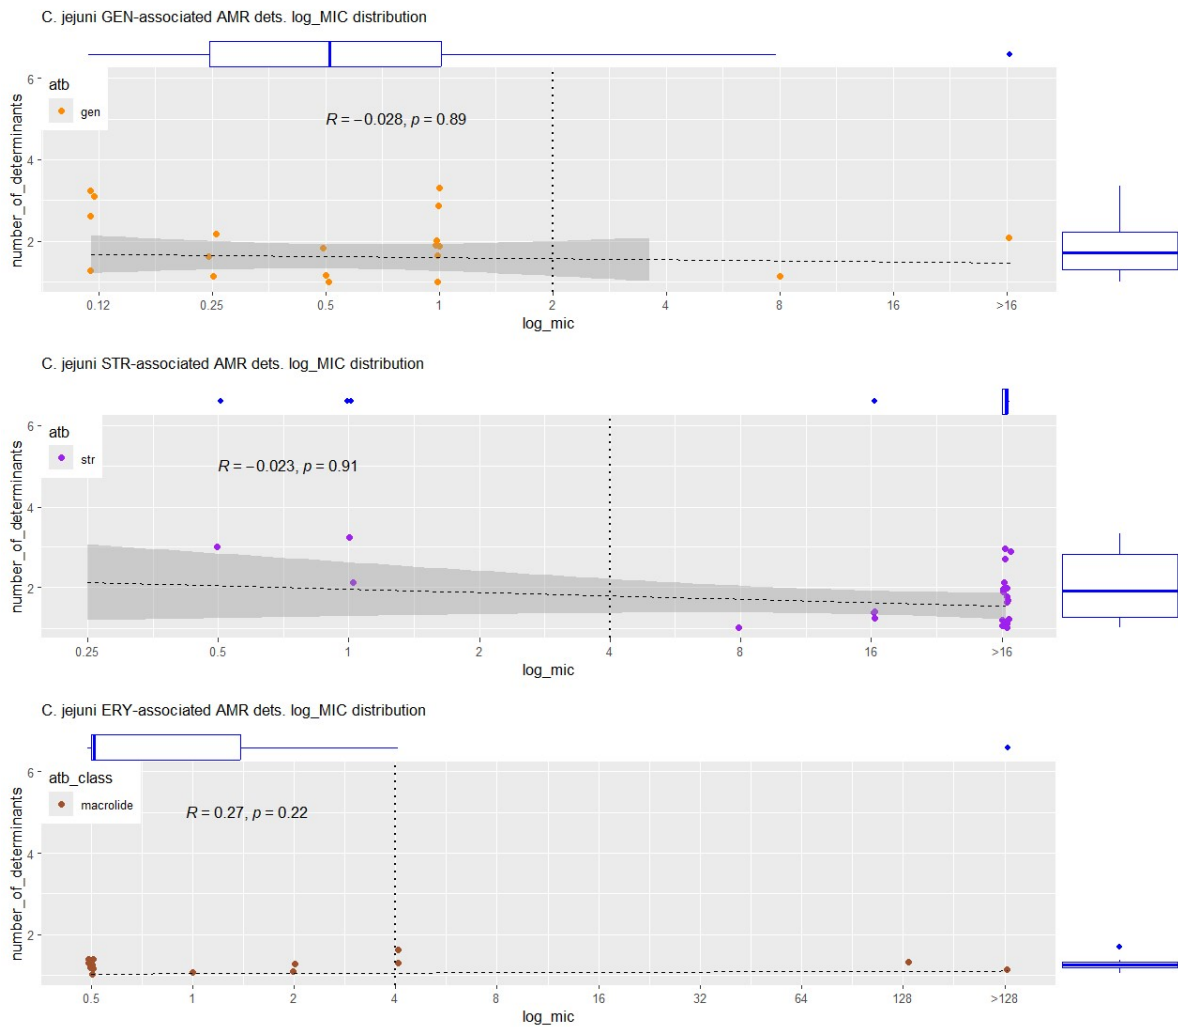 C. jejuni GEN-associated AMR dets. log_MIC distribution
atb
gen
R = −0.028, p = 0.89
number_of_determinants
6
4
2
0.12 0.25 0.5 1 2 4 8 16 >16
log_mic
C. jejuni STR-associated AMR dets. log_MIC distribution
atb
str
R = −0.023, p = 0.91
number_of_determinants
6
4
2
0.25 0.5 1 2 4 8 16 >16
log_mic
C. jejuni ERY-associated AMR dets. log_MIC distribution
atb_class
macrolide
R = 0.27, p = 0.22
number_of_determinants
6
4
2
0.5 1 2 4 8 16 32 64 128 >128
log_mic